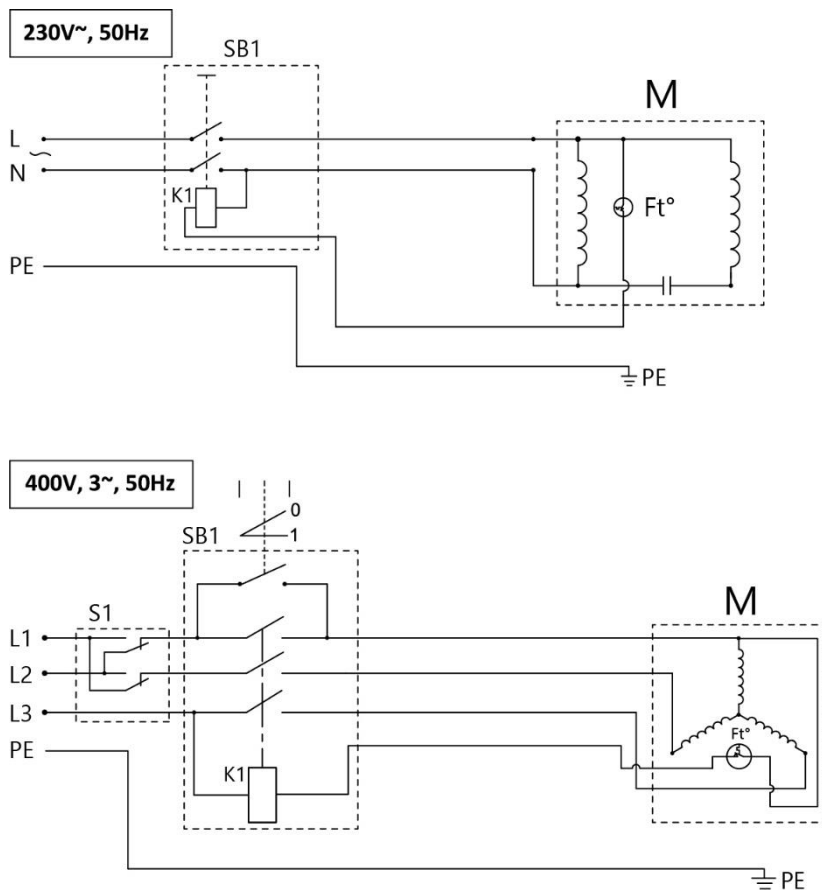 230V~, 50Hz
SB1
M
L
~
N
K1
Ft°
PE
PE
400V, 3~, 50Hz
0
SB1
1
S1
M
L1
L2
L3
Ft°
PE
K1
PE